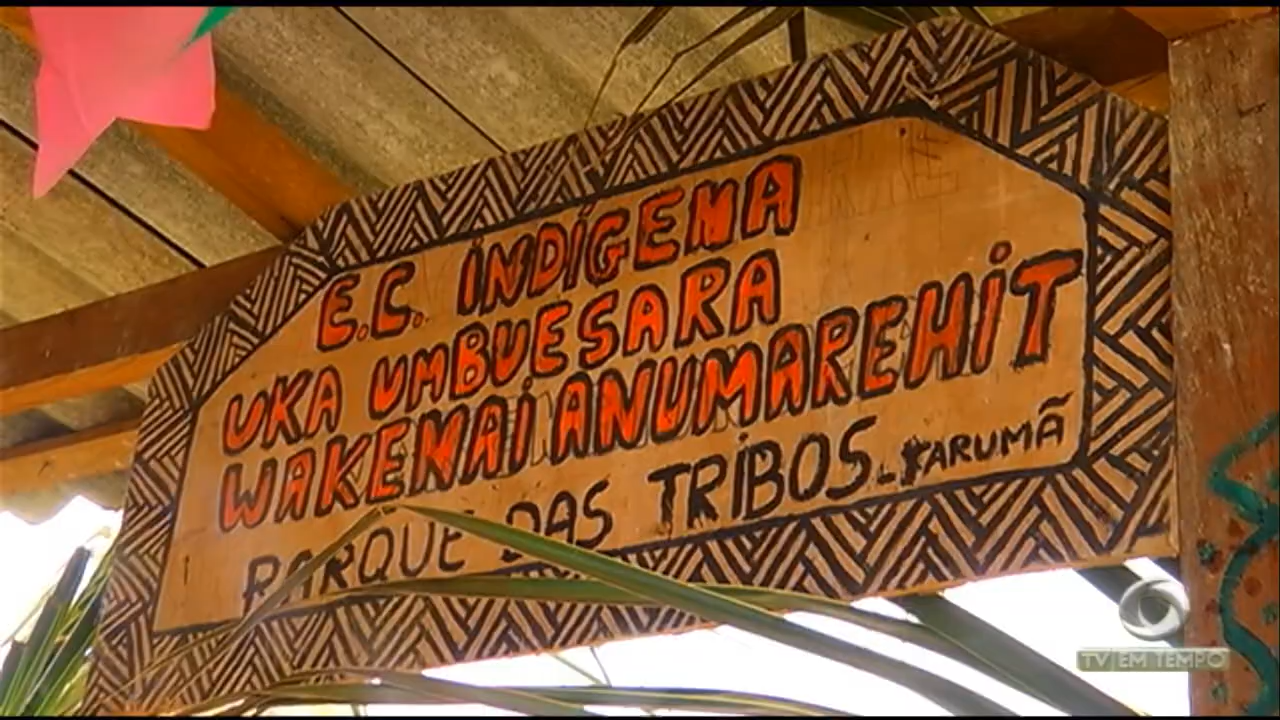 E.C. INDÍGENA
UKA UMBUESARA
WAKENAI ANUMAREHIT
PARQUE DAS TRIBOS - TARUMÃ
TV EM TEMPO